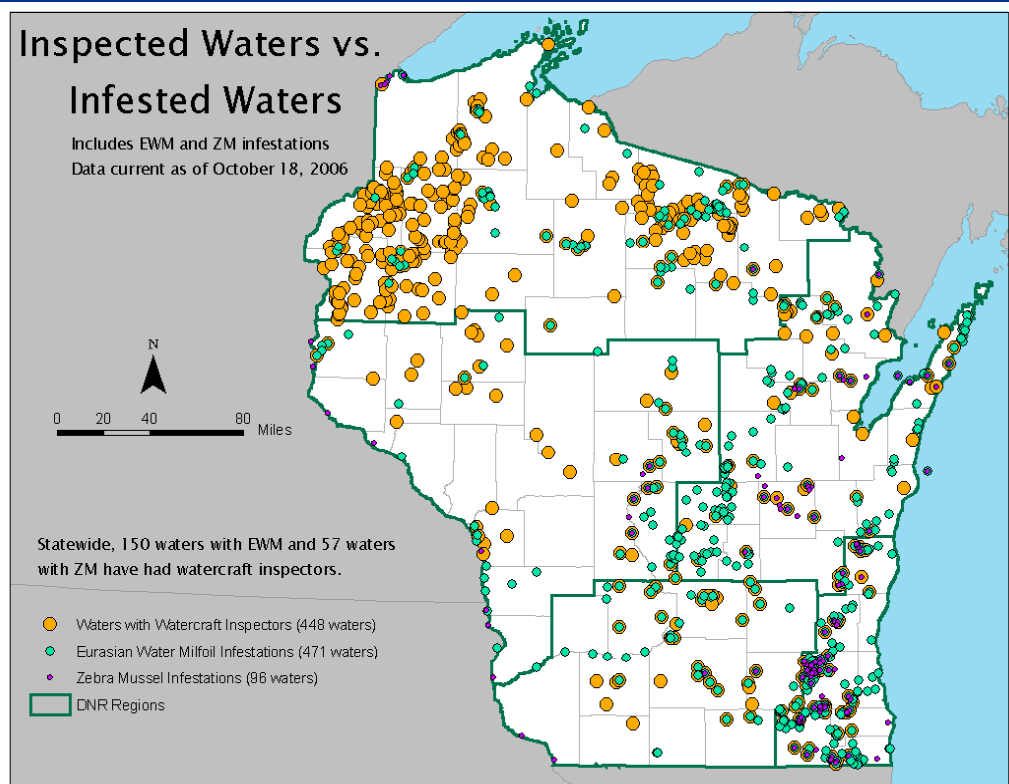 Inspected Waters vs.
Infested Waters
Includes EWM and ZM infestations
Data current as of October 18, 2006
N
0 20 40 80 Miles
Statewide, 150 waters with EWM and 57 waters
with ZM have had watercraft inspectors.
Waters with Watercraft Inspectors (448 waters)
Eurasian Water Milfoil Infestations (471 waters)
Zebra Mussel Infestations (96 waters)
DNR Regions